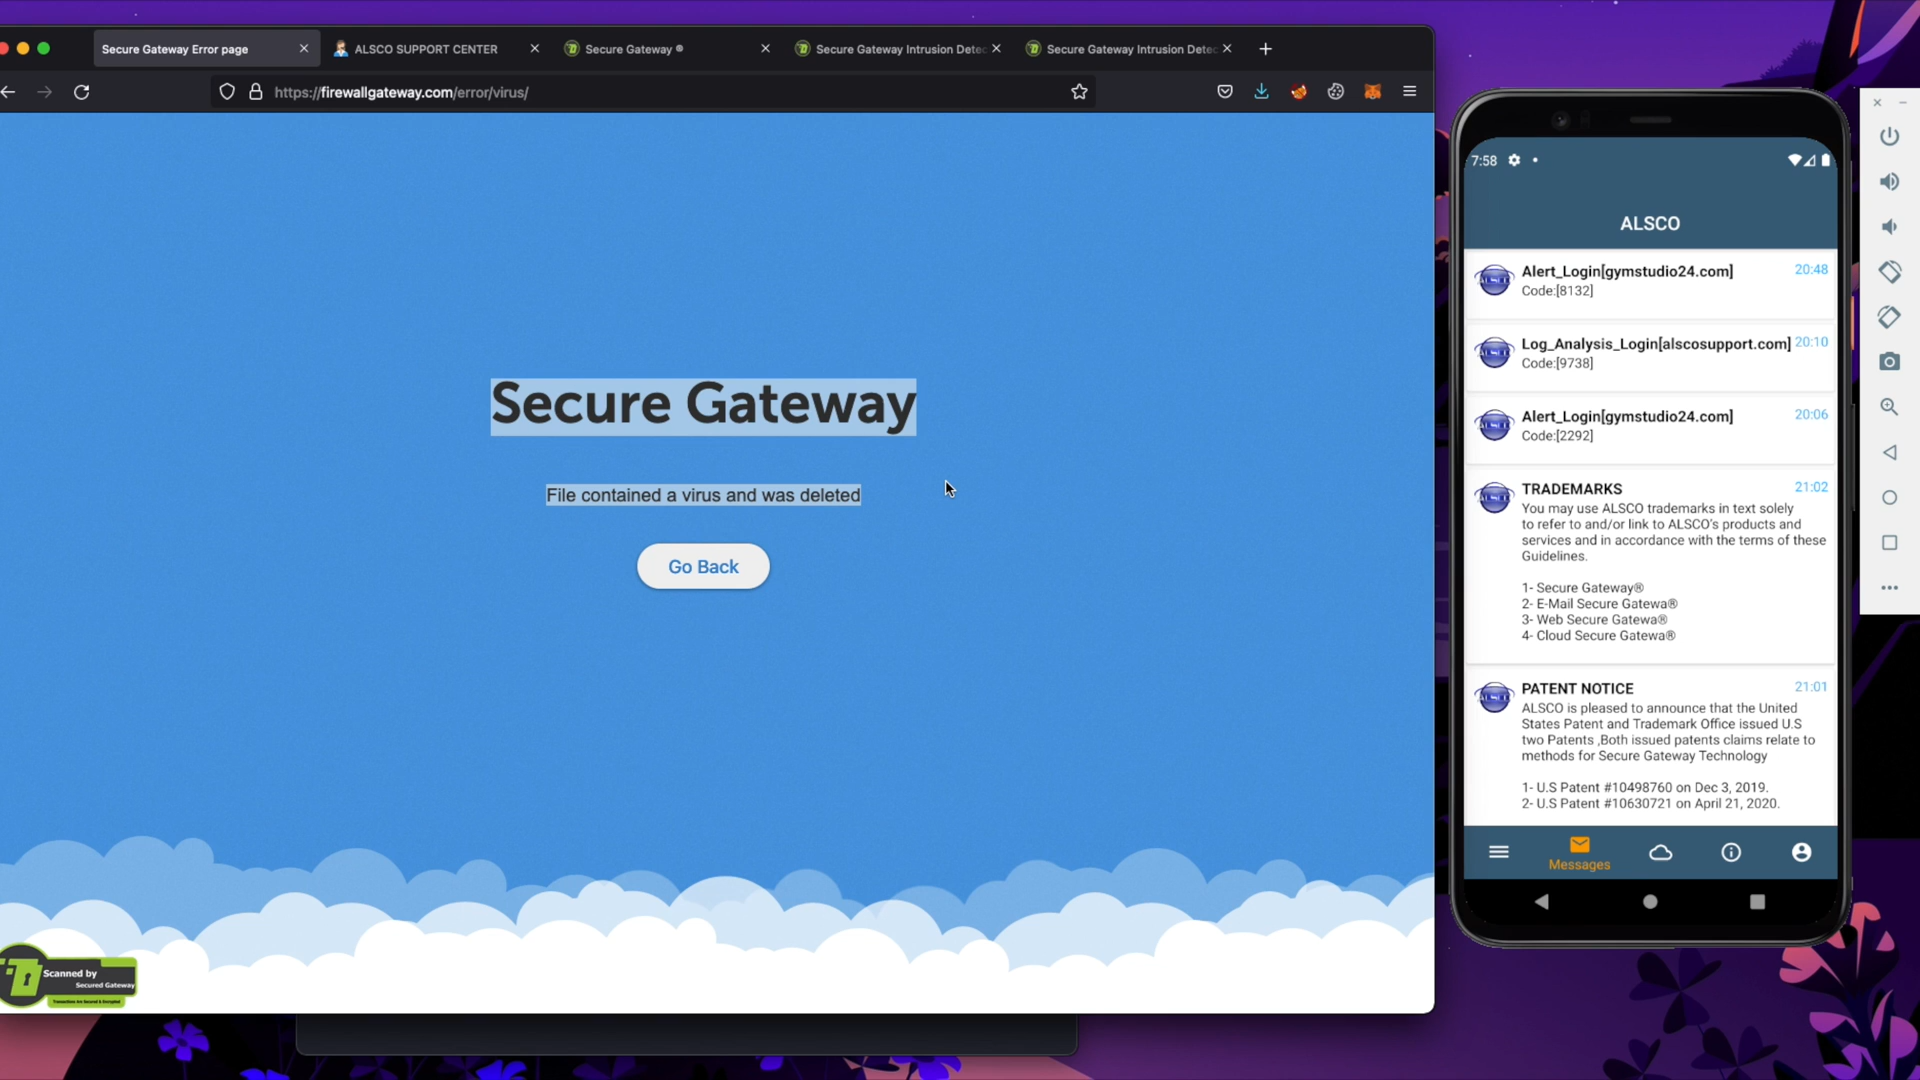 Secure Gateway Error page
ALSCO SUPPORT CENTER
Secure Gateway ®
Secure Gateway Intrusion Detec
Secure Gateway Intrusion Detec
https://firewallgateway.com/error/virus/
Secure Gateway
File contained a virus and was deleted
Go Back
Scanned by
Secured Gateway
Transactions Are Secured & Encrypted
7:58
ALSCO
Alert_Login[gymstudio24.com]
20:48
Code:[8132]
Log_Analysis_Login[alscosupport.com]
20:10
Code:[9738]
Alert_Login[gymstudio24.com]
20:06
Code:[2292]
TRADEMARKS
21:02
You may use ALSCO trademarks in text solely
to refer to and/or link to ALSCO's products and
services and in accordance with the terms of these
Guidelines.
1- Secure Gateway®
2- E-Mail Secure Gatewa®
3- Web Secure Gatewa®
4- Cloud Secure Gatewa®
PATENT NOTICE
21:01
ALSCO is pleased to announce that the United
States Patent and Trademark Office issued U.S
two Patents ,Both issued patents claims relate to
methods for Secure Gateway Technology
1- U.S Patent #10498760 on Dec 3, 2019.
2- U.S Patent #10630721 on April 21, 2020.
Messages